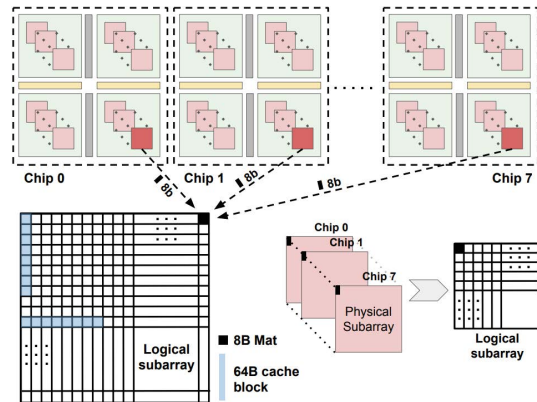 Chip 0
Chip 1
Chip 7
8b
8b
8b
Chip 0
Chip 1
Chip 7
Physical
Subarray
Logical
subarray
8B Mat
64B cache
block
Logical
subarray